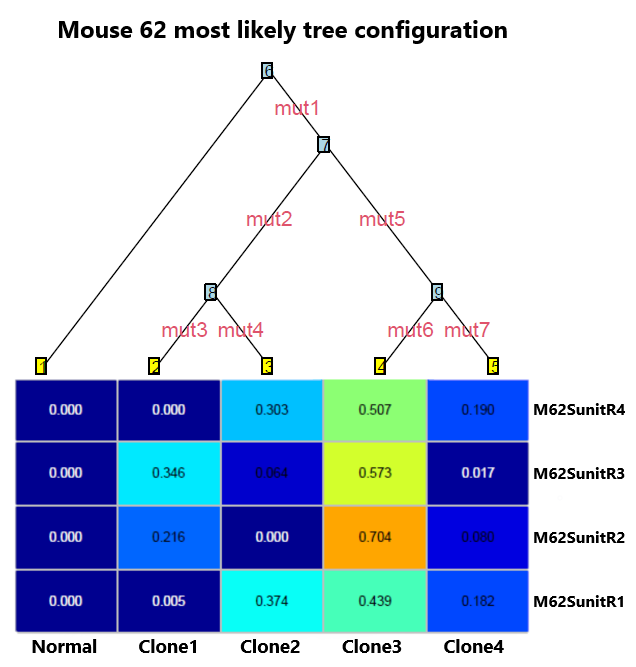 Mouse 62 most likely tree configuration
6
mut1
7
mut2 mut5
8 9
mut3 mut4 mut6 mut7
1 2 3 4 5
0.000 0.000 0.303 0.507 0.190 M62SunitR4
0.000 0.346 0.064 0.573 0.017 M62SunitR3
0.000 0.216 0.000 0.704 0.080 M62SunitR2
0.000 0.005 0.374 0.439 0.182 M62SunitR1
Normal Clone1 Clone2 Clone3 Clone4